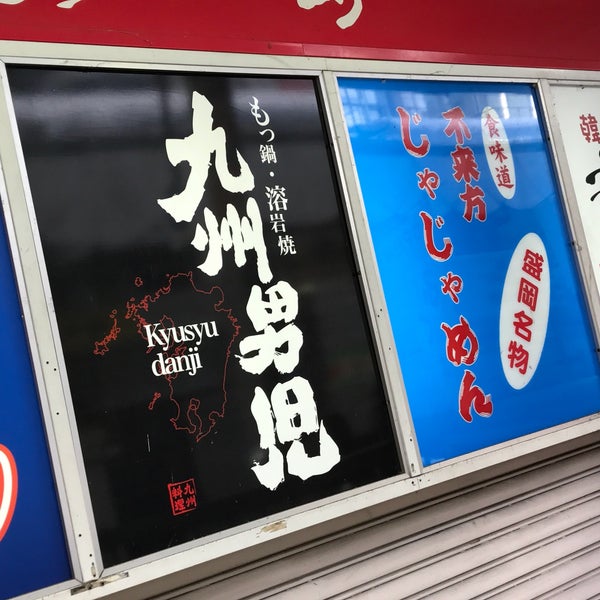 もつ鍋・溶岩焼
九州男児
Kyusyu
danji
九州
料理
食味道
不来方
じゃじゃめん
盛岡名物
韓